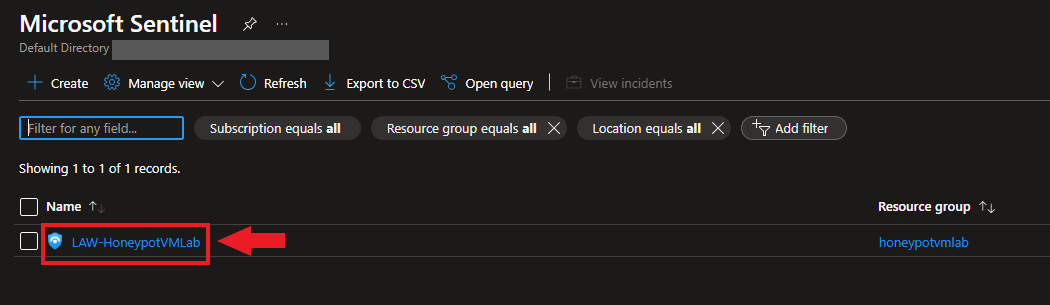 Microsoft Sentinel
Default Directory
Create Manage view Refresh Export to CSV Open query View incidents
Filter for any field... Subscription equals all Resource group equals all Location equals all Add filter
Showing 1 to 1 of 1 records.
Name Resource group
LAW-HoneypotVMLab honeypotvmlab